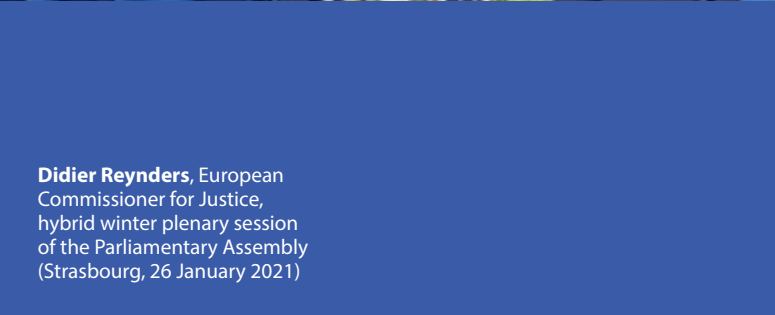 Didier Reynders, European
Commissioner for Justice,
hybrid winter plenary session
of the Parliamentary Assembly
(Strasbourg, 26 January 2021)